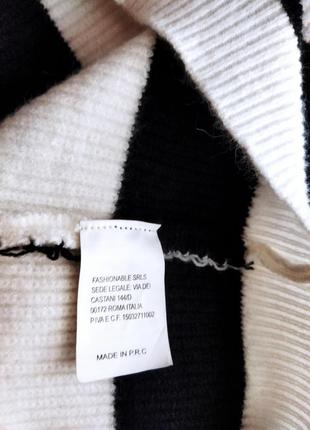 FASHIONABLE SRLS
SEDE LEGALE: VIA DEI
CASTANI 144/D
00172 ROMA ITALIA
P.IVA E C.F. 15032711002
MADE IN P.R.C